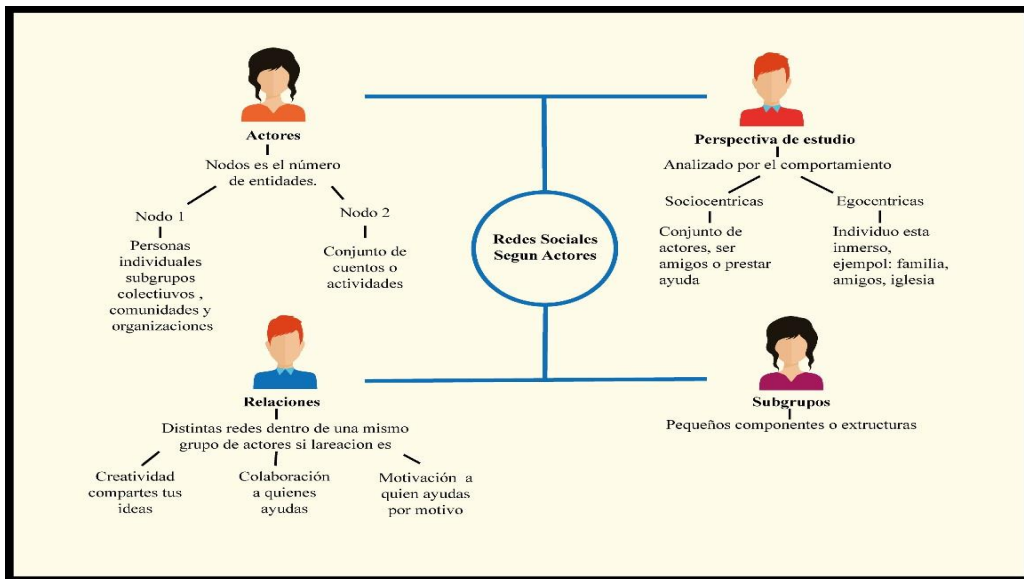 Actores
Nodos es el número
de entidades.
Nodo 1
Personas
individuales
subgrupos
colectiuvos ,
comunidades y
organizaciones
Nodo 2
Conjunto de
cuentos o
actividades
Redes Sociales
Segun Actores
Perspectiva de estudio
Analizado por el comportamiento
Sociocentricas
Conjunto de
actores, ser
amigos o prestar
ayuda
Egocentricas
Individuo esta
inmerso,
ejempol: familia,
amigos, iglesia
Relaciones
Distintas redes dentro de una mismo
grupo de actores si lareacion es
Creatividad
compartes tus
ideas
Colaboración
a quienes
ayudas
Motivación a
quien ayudas
por motivo
Subgrupos
Pequeños componentes o extructuras